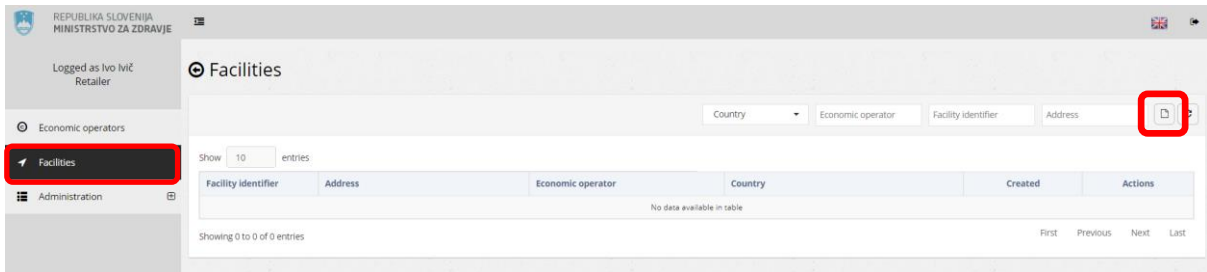 REPUBLIKA SLOVENIJA
MINISTRSTVO ZA ZDRAVJE
Logged as Ivo Ivič
Retailer
Economic operators
Facilities
Administration
Facilities
Country Economic operator Facility identifier Address
Show 10 entries
Facility identifier Address Economic operator Country Created Actions
No data available in table
Showing 0 to 0 of 0 entries
First Previous Next Last